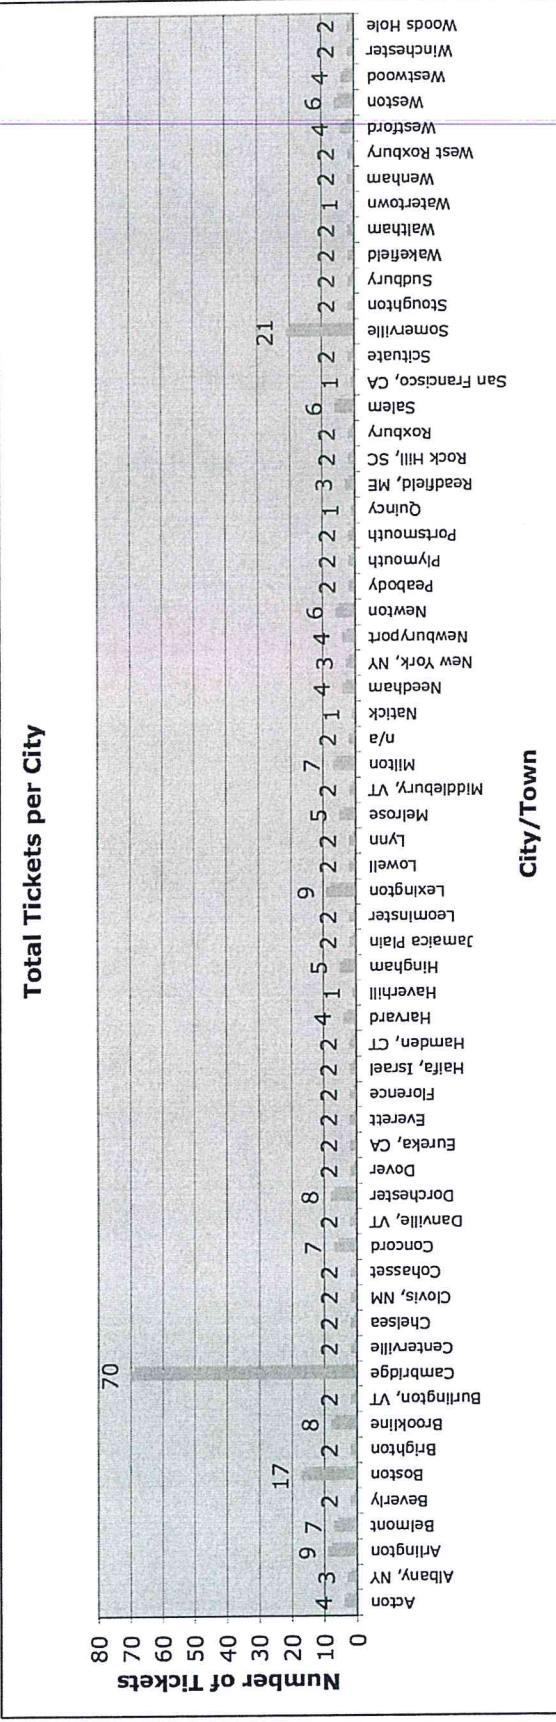 Total Tickets per City
Number of Tickets
80
70
60
50
40
30
20
10
0
4
3
9
7
2
17
2
8
2
70
2
2
2
2
7
2
8
2
2
2
2
2
2
4
1
5
2
2
9
2
2
5
2
7
2
1
4
3
4
6
2
2
2
1
3
2
2
6
1
2
21
2
2
2
2
1
2
2
4
6
4
2
2
Acton
Albany, NY
Arlington
Belmont
Beverly
Boston
Brighton
Brookline
Burlington, VT
Cambridge
Centerville
Chelsea
Clovis, NM
Cohasset
Concord
Danville, VT
Dorchester
Dover
Eureka, CA
Everett
Florence
Haifa, Israel
Hamden, CT
Harvard
Haverhill
Hingham
Jamaica Plain
Leominster
Lexington
Lowell
Lynn
Melrose
Middlebury, VT
Milton
n/a
Natick
Needham
New York, NY
Newburyport
Newton
Peabody
Plymouth
Portsmouth
Quincy
Readfield, ME
Rock Hill, SC
Roxbury
Salem
San Francisco, CA
Scituate
Somerville
Stoughton
Sudbury
Wakefield
Waltham
Watertown
Wenham
West Roxbury
Westford
Weston
Westwood
Winchester
Woods Hole
City/Town